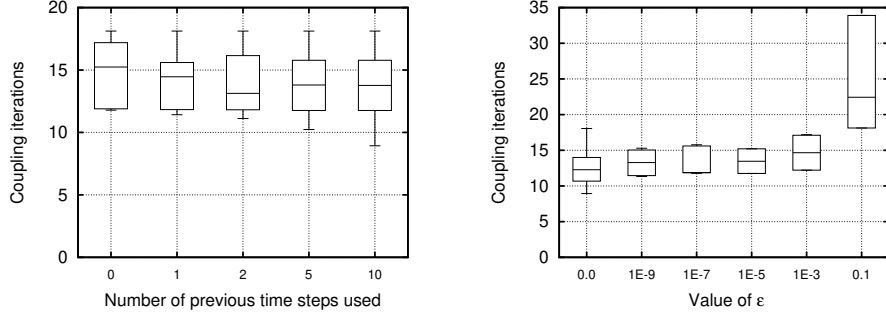 20
15
10
5
0
Coupling iterations
0 1 2 5 10
Number of previous time steps used
35
30
25
20
15
10
5
0
Coupling iterations
0.0 1E-9 1E-7 1E-5 1E-3 0.1
Value of ε